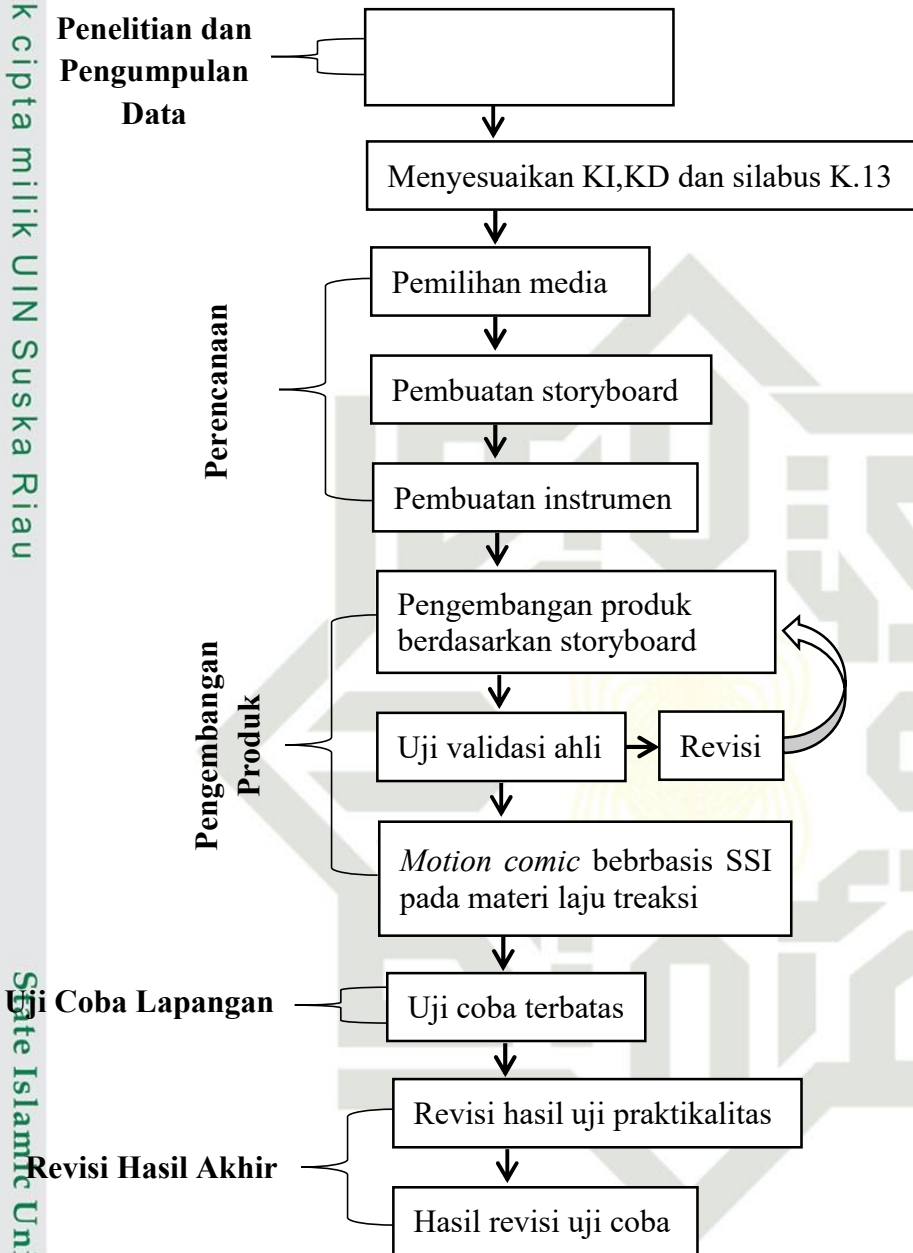 k cipta milik UIN Suska Riau
State Islamic Un
Penelitian dan
Pengumpulan
Data
Menyesuaikan KI,KD dan silabus K.13
Perencanaan
Pemilihan media
Pembuatan storyboard
Pembuatan instrumen
Pengembangan
Produk
Pengembangan produk
berdasarkan storyboard
Uji validasi ahli
Revisi
Motion comic bebrbasis SSI
pada materi laju treaksi
Uji Coba Lapangan
Uji coba terbatas
Revisi Hasil Akhir
Revisi hasil uji praktikalitas
Hasil revisi uji coba